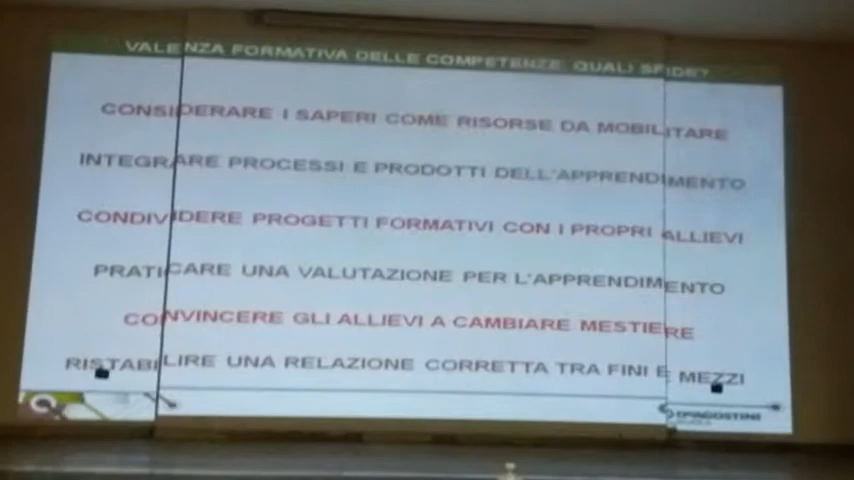 VALENZA FORMATIVA DELLE COMPETENZE: QUALI SFIDE?
CONSIDERARE I SAPERI COME RISORSE DA MOBILITARE
INTEGRARE PROCESSI E PRODOTTI DELL'APPRENDIMENTO
CONDIVIDERE PROGETTI FORMATIVI CON I PROPRI ALLIEVI
PRATICARE UNA VALUTAZIONE PER L'APPRENDIMENTO
CONVINCERE GLI ALLIEVI A CAMBIARE MESTIERE
RISTABILIRE UNA RELAZIONE CORRETTA TRA FINI E MEZZI
DEAGOSTINI
SCUOLA